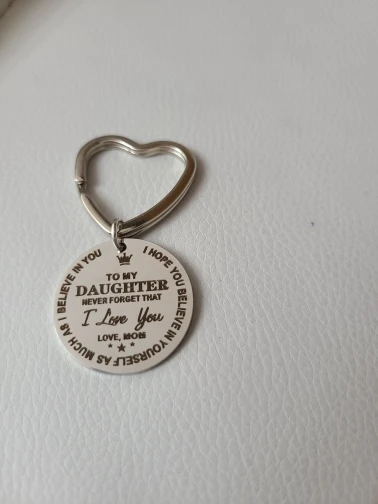 I HOPE YOU BELIEVE IN YOURSELF AS MUCH AS I BELIEVE IN YOU
TO MY
DAUGHTER
NEVER FORGET THAT
I Love You
LOVE, MOM